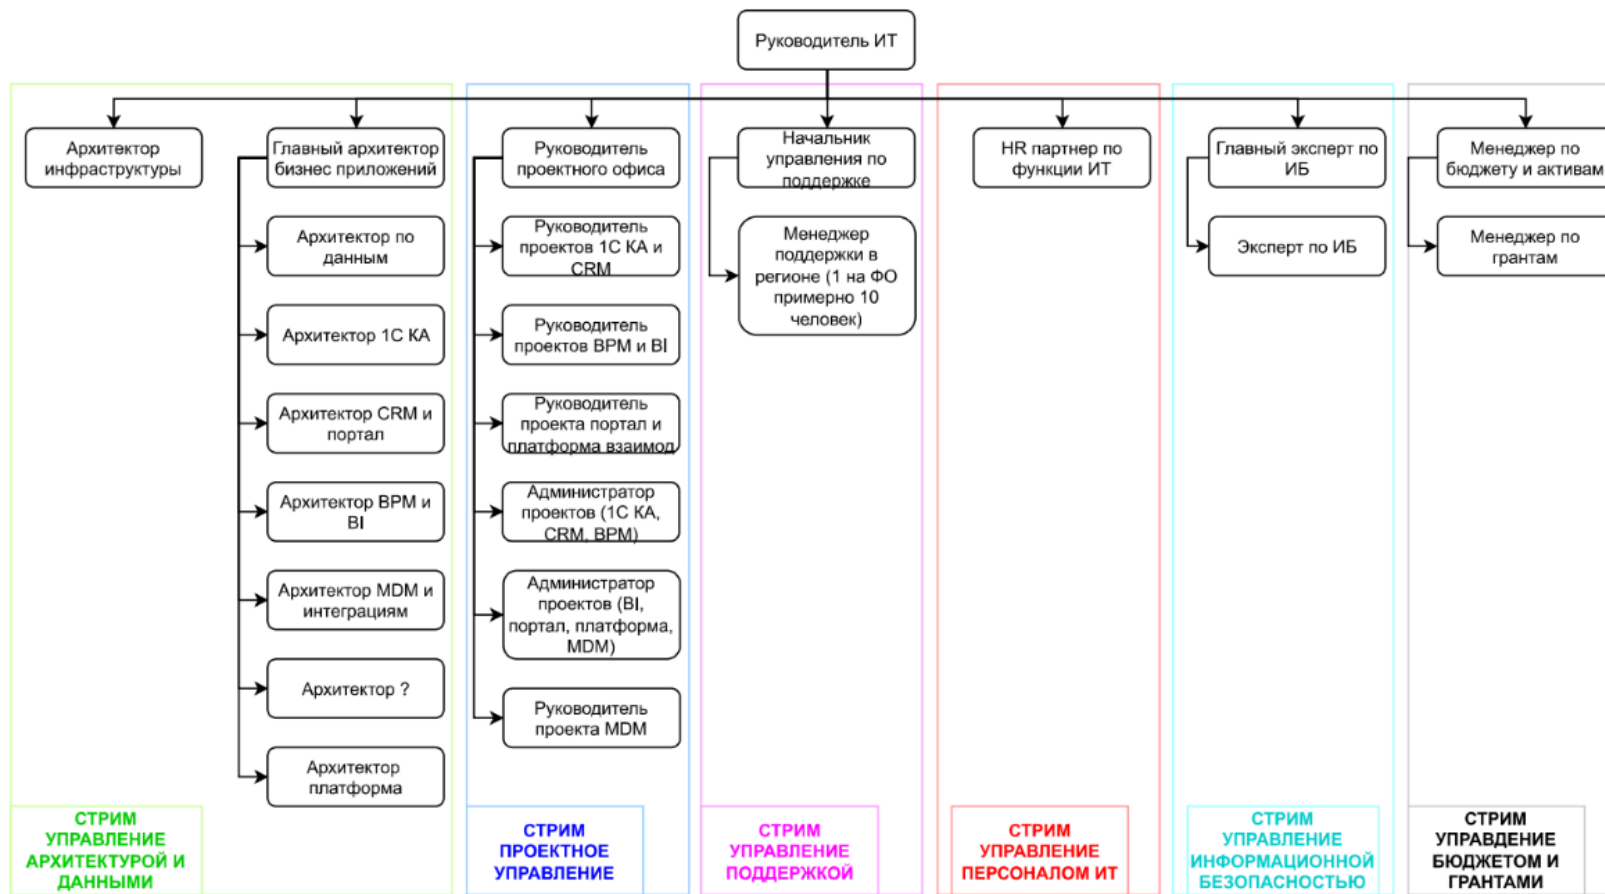 Руководитель ИТ
Архитектор
инфраструктуры
Главный архитектор
бизнес приложений
Архитектор по
данным
Архитектор 1С КА
Архитектор CRM и
портал
Архитектор BPM и
BI
Архитектор MDM и
интеграциям
Архитектор ?
Архитектор
платформа
СТРИМ
УПРАВЛЕНИЕ
АРХИТЕКТУРОЙ И
ДАННЫМИ
Руководитель
проектного офиса
Руководитель
проектов 1С КА и
CRM
Руководитель
проектов BPM и BI
Руководитель
проекта портал и
платформа взаимод
Администратор
проектов (1С КА,
CRM, BPM)
Администратор
проектов (BI,
портал, платформа,
MDM)
Руководитель
проекта MDM
СТРИМ
ПРОЕКТНОЕ
УПРАВЛЕНИЕ
Начальник
управления по
поддержке
Менеджер
поддержки в
регионе (1 на ФО
примерно 10
человек)
СТРИМ
УПРАВЛЕНИЕ
ПОДДЕРЖКОЙ
HR партнер по
функции ИТ
СТРИМ
УПРАВЛЕНИЕ
ПЕРСОНАЛОМ ИТ
Главный эксперт по
ИБ
Эксперт по ИБ
СТРИМ
УПРАВЛЕНИЕ
ИНФОРМАЦИОННОЙ
БЕЗОПАСНОСТЬЮ
Менеджер по
бюджету и активам
Менеджер по
грантам
СТРИМ
УПРАВДЕНИЕ
БЮДЖЕТОМ И
ГРАНТАМИ